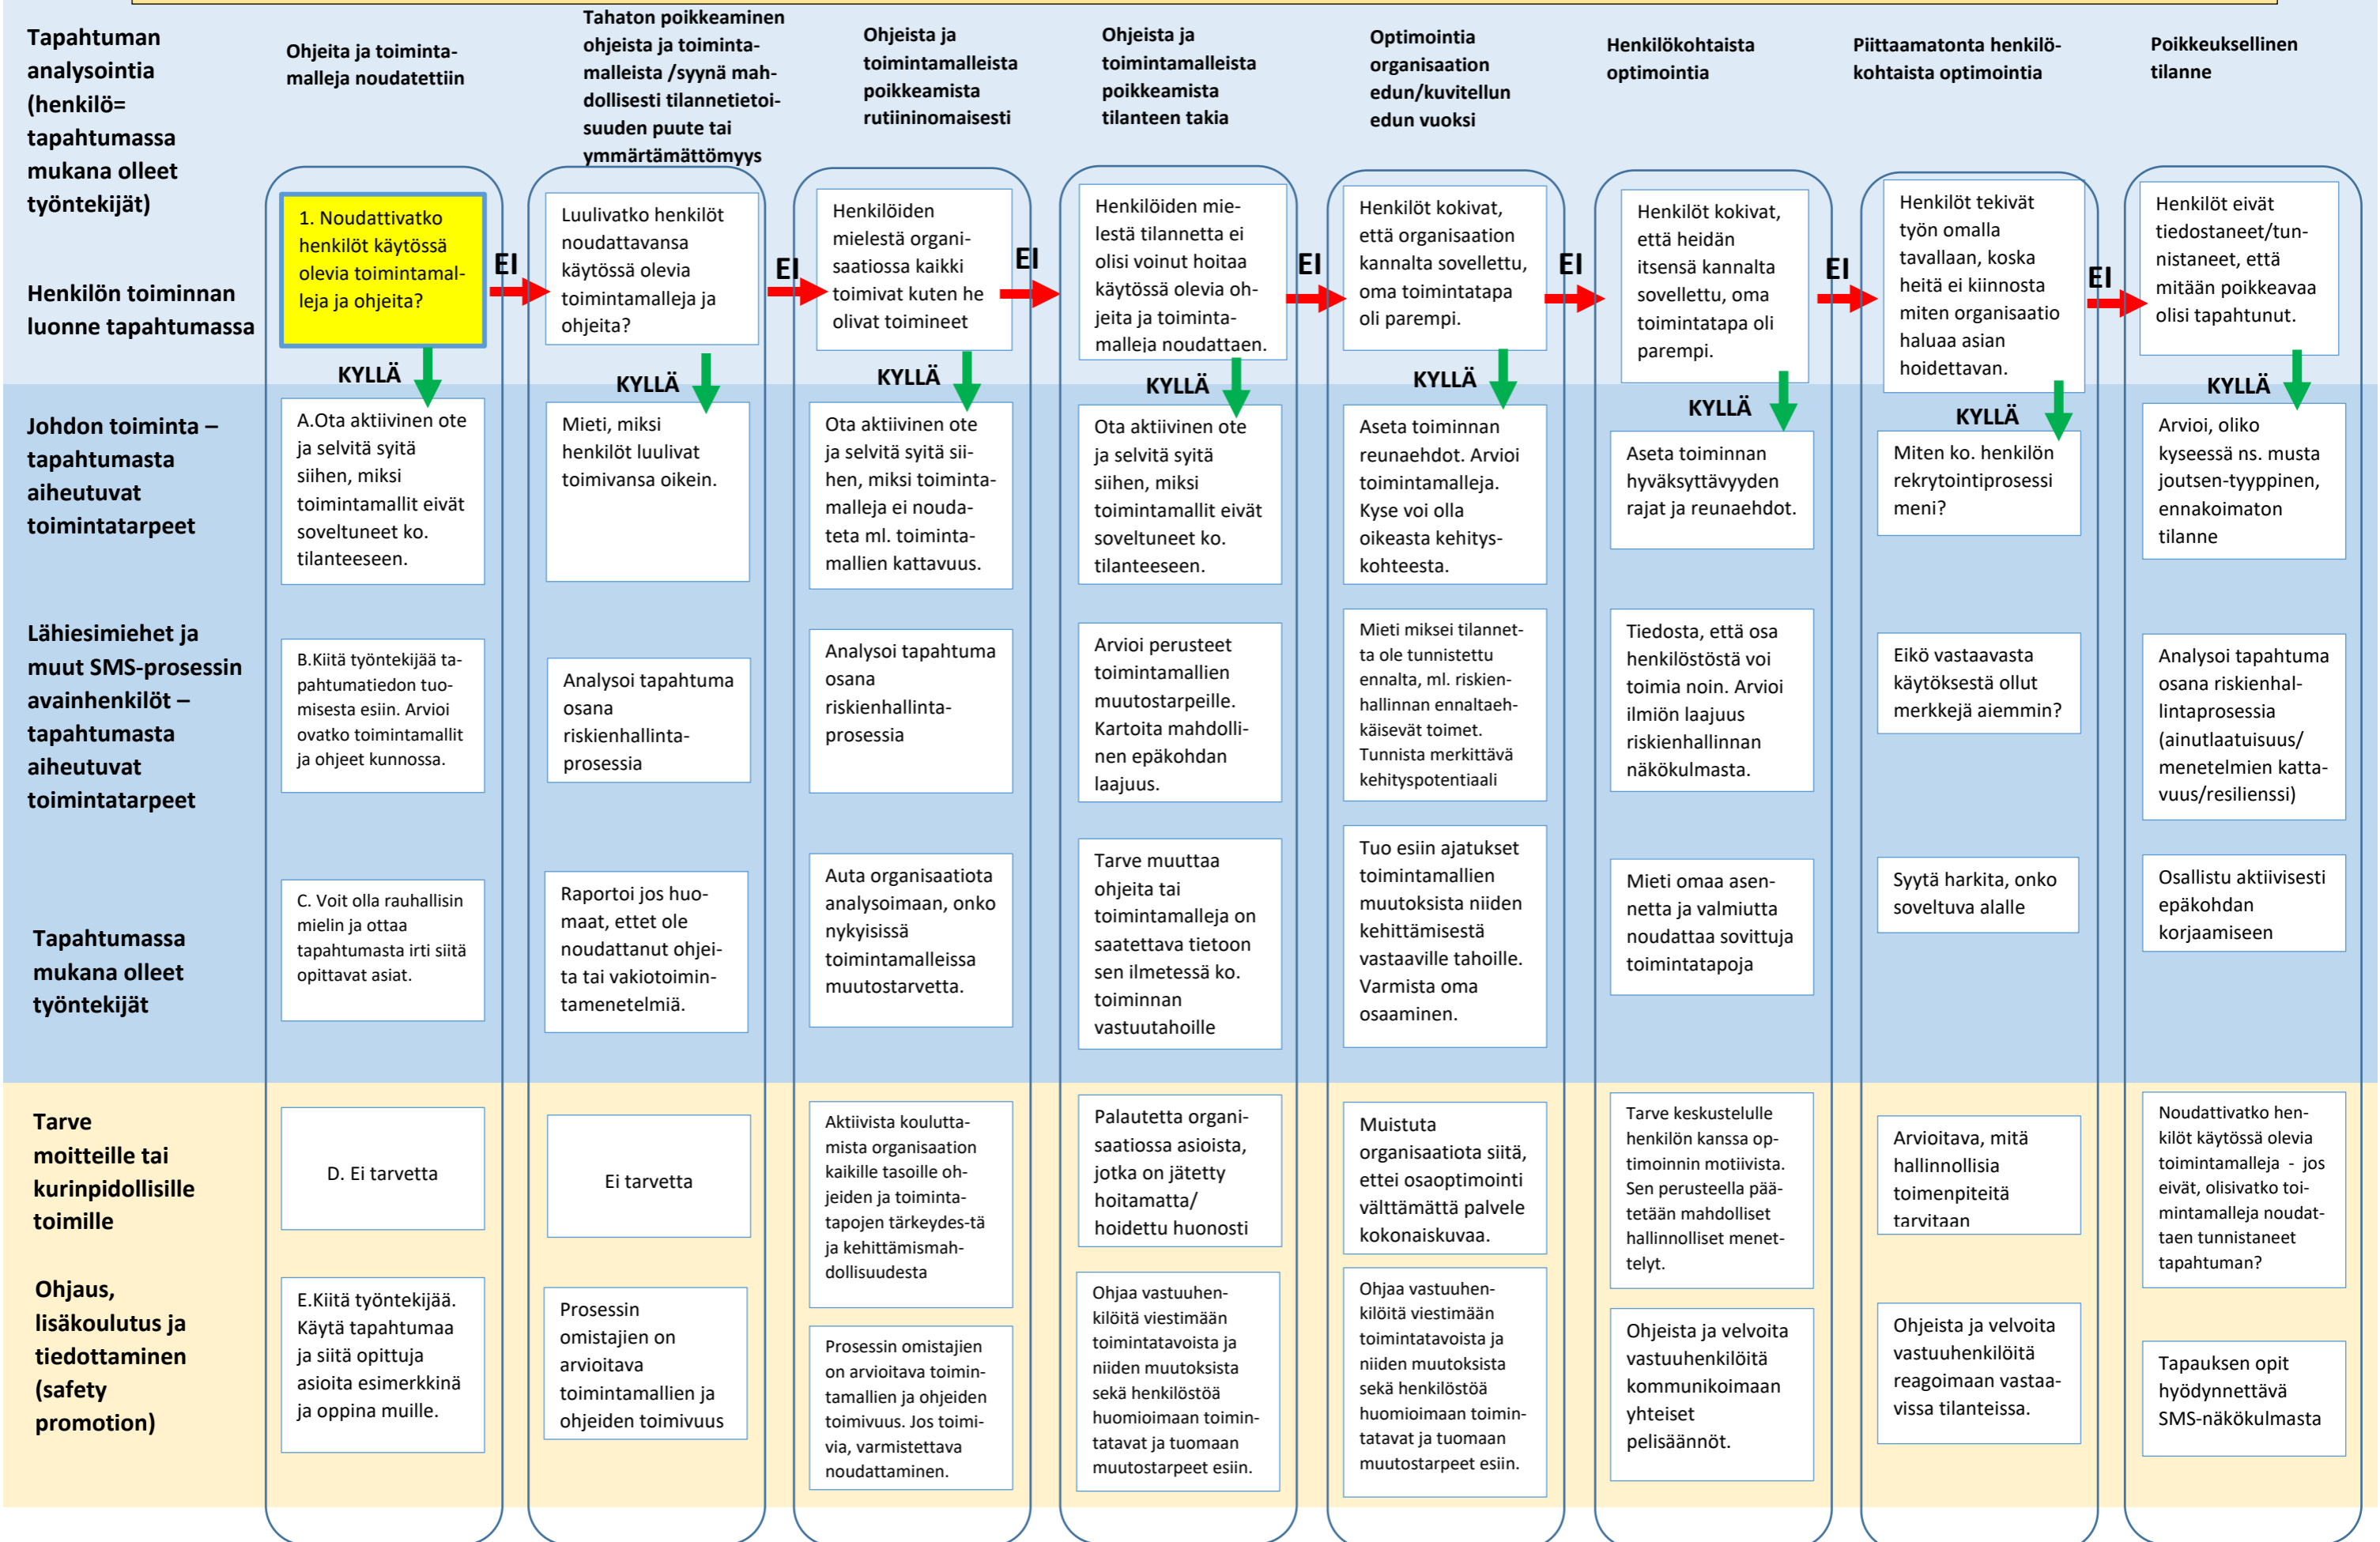 Tapahtuman
analysointia
(henkilö=
tapahtumassa
mukana olleet
työntekijät)
Ohjeita ja toiminta-
malleja noudatettiin
Tahaton poikkeaminen
ohjeista ja toiminta-
malleista /syynä mah-
dollisesti tilannetietoi-
suuden puute tai
ymmärtämättömyys
Ohjeista ja
toimintamalleista
poikkeamista
rutiininomaisesti
Ohjeista ja
toimintamalleista
poikkeamista
tilanteen takia
Optimointia
organisaation
edun/kuvitellun
edun vuoksi
Henkilökohtaista
optimointia
Piittaamatonta henkilö-
kohtaista optimointia
Poikkeuksellinen
tilanne
Henkilön toiminnan
luonne tapahtumassa
1. Noudattivatko
henkilöt käytössä
olevia toimintamal-
leja ja ohjeita?
EI
Luulivatko henkilöt
noudattavansa
käytössä olevia
toimintamalleja ja
ohjeita?
EI
Henkilöiden
mielestä organi-
saatiossa kaikki
toimivat kuten he
olivat toimineet
EI
Henkilöiden mie-
lestä tilannetta ei
olisi voinut hoitaa
käytössä olevia oh-
jeita ja toiminta-
malleja noudattaen.
EI
Henkilöt kokivat,
että organisaation
kannalta sovellettu,
oma toimintatapa
oli parempi.
EI
Henkilöt kokivat,
että heidän
itsensä kannalta
sovellettu, oma
toimintatapa oli
parempi.
EI
Henkilöt tekivät
työn omalla
tavallaan, koska
heitä ei kiinnosta
miten organisaatio
haluaa asian
hoidettavan.
EI
Henkilöt eivät
tiedostaneet/tun-
nistaneet, että
mitään poikkeavaa
olisi tapahtunut.
KYLLÄ
KYLLÄ
KYLLÄ
KYLLÄ
KYLLÄ
KYLLÄ
KYLLÄ
KYLLÄ
Johdon toiminta –
tapahtumasta
aiheutuvat
toimintatarpeet
A.Ota aktiivinen ote
ja selvitä syitä
siihen, miksi
toimintamallit eivät
soveltuneet ko.
tilanteeseen.
Mieti, miksi
henkilöt luulivat
toimivansa oikein.
Ota aktiivinen ote
ja selvitä syitä sii-
hen, miksi toiminta-
malleja ei nouda-
teta ml. toiminta-
mallien kattavuus.
Ota aktiivinen ote
ja selvitä syitä
siihen, miksi
toimintamallit eivät
soveltuneet ko.
tilanteeseen.
Aseta toiminnan
reunaehdot. Arvioi
toimintamalleja.
Kyse voi olla
oikeasta kehitys-
kohteesta.
Aseta toiminnan
hyväksyttävyyden
rajat ja reunaehdot.
Miten ko. henkilön
rekrytointiprosessi
meni?
Arvioi, oliko
kyseessä ns. musta
joutsen-tyyppinen,
ennakoimaton
tilanne
Lähiesimiehet ja
muut SMS-prosessin
avainhenkilöt –
tapahtumasta
aiheutuvat
toimintatarpeet
B.Kiitä työntekijää ta-
pahtumatiedon tuo-
misesta esiin. Arvioi
ovatko toimintamallit
ja ohjeet kunnossa.
Analysoi tapahtuma
osana
riskienhallinta-
prosessia
Analysoi tapahtuma
osana
riskienhallinta-
prosessia
Arvioi perusteet
toimintamallien
muutostarpeille.
Kartoita mahdolli-
nen epäkohdan
laajuus.
Mieti miksei tilannet-
ta ole tunnistettu
ennalta, ml. riskien-
hallinnan ennaltaeh-
käisevät toimet.
Tunnista merkittävä
kehityspotentiaali
Tiedosta, että osa
henkilöstöstä voi
toimia noin. Arvioi
ilmiön laajuus
riskienhallinnan
näkökulmasta.
Eikö vastaavasta
käytöksestä ollut
merkkejä aiemmin?
Analysoi tapahtuma
osana riskienhal-
lintaprosessia
(ainutlaatuisuus/
menetelmien katta-
vuus/resilienssi)
Tapahtumassa
mukana olleet
työntekijät
C. Voit olla rauhallisin
mielin ja ottaa
tapahtumasta irti siitä
opittavat asiat.
Raportoi jos huo-
maat, ettet ole
noudattanut ohjei-
ta tai vakiotoimin-
tamenetelmiä.
Auta organisaatiota
analysoimaan, onko
nykyisissä
toimintamalleissa
muutostarvetta.
Tarve muuttaa
ohjeita tai
toimintamalleja on
saatettava tietoon
sen ilmetessä ko.
toiminnan
vastuutahoille
Tuo esiin ajatukset
toimintamallien
muutoksista niiden
kehittämisestä
vastaaville tahoille.
Varmista oma
osaaminen.
Mieti omaa asen-
netta ja valmiutta
noudattaa sovittuja
toimintatapoja
Syytä harkita, onko
soveltuva alalle
Osallistu aktiivisesti
epäkohdan
korjaamiseen
Tarve
moitteille tai
kurinpidollisille
toimille
D. Ei tarvetta
Ei tarvetta
Aktiivista koulutta-
mista organisaation
kaikille tasoille oh-
jeiden ja toiminta-
tapojen tärkeydes-tä
ja kehittämismah-
dollisuudesta
Palautetta organi-
saatiossa asioista,
jotka on jätetty
hoitamatta/
hoidettu huonosti
Muistuta
organisaatiota siitä,
ettei osaoptimointi
välttämättä palvele
kokonaiskuvaa.
Tarve keskustelulle
henkilön kanssa op-
timoinnin motiivista.
Sen perusteella pää-
tetään mahdolliset
hallinnolliset menet-
telyt.
Arvioitava, mitä
hallinnollisia
toimenpiteitä
tarvitaan
Noudattivatko hen-
kilöt käytössä olevia
toimintamalleja - jos
eivät, olisivatko toi-
mintamalleja noudat-
taen tunnistaneet
tapahtuman?
Ohjaus,
lisäkoulutus ja
tiedottaminen
(safety
promotion)
E.Kiitä työntekijää.
Käytä tapahtumaa
ja siitä opittuja
asioita esimerkkinä
ja oppina muille.
Prosessin
omistajien on
arvioitava
toimintamallien ja
ohjeiden toimivuus
Prosessin omistajien
on arvioitava toimin-
tamallien ja ohjeiden
toimivuus. Jos toimi-
via, varmistettava
noudattaminen.
Ohjaa vastuuhen-
kilöitä viestimään
toimintatavoista ja
niiden muutoksista
sekä henkilöstöä
huomioimaan toimin-
tatavat ja tuomaan
muutostarpeet esiin.
Ohjaa vastuuhen-
kilöitä viestimään
toimintatavoista ja
niiden muutoksista
sekä henkilöstöä
huomioimaan toimin-
tatavat ja tuomaan
muutostarpeet esiin.
Ohjeista ja velvoita
vastuuhenkilöitä
kommunikoimaan
yhteiset
pelisäännöt.
Ohjeista ja velvoita
vastuuhenkilöitä
reagoimaan vastaa-
vissa tilanteissa.
Tapauksen opit
hyödynnettävä
SMS-näkökulmasta